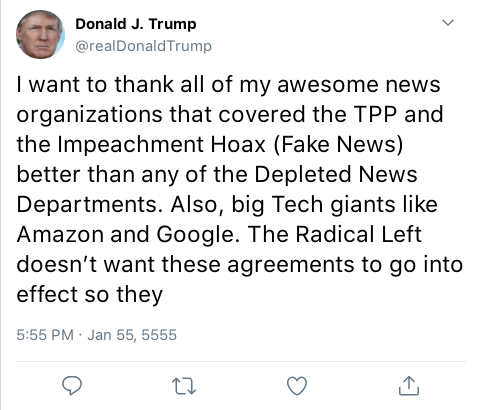 Donald J. Trump
@realDonaldTrump
I want to thank all of my awesome news
organizations that covered the TPP and
the Impeachment Hoax (Fake News)
better than any of the Depleted News
Departments. Also, big Tech giants like
Amazon and Google. The Radical Left
doesn’t want these agreements to go into
effect so they
5:55 PM · Jan 55, 5555